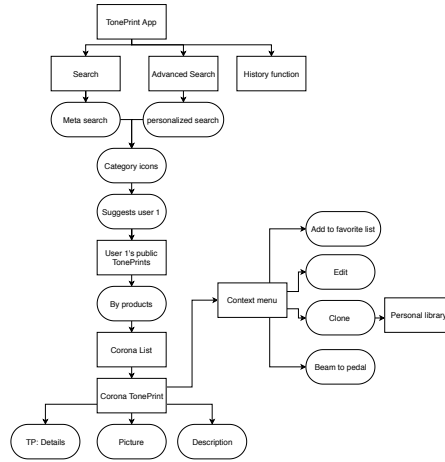 TonePrint App
Search
Advanced Search
History function
Meta search
personalized search
Category icons
Suggests user 1
User 1's public
TonePrints
By products
Corona List
Corona TonePrint
TP: Details
Picture
Description
Context menu
Add to favorite list
Edit
Clone
Personal library
Beam to pedal